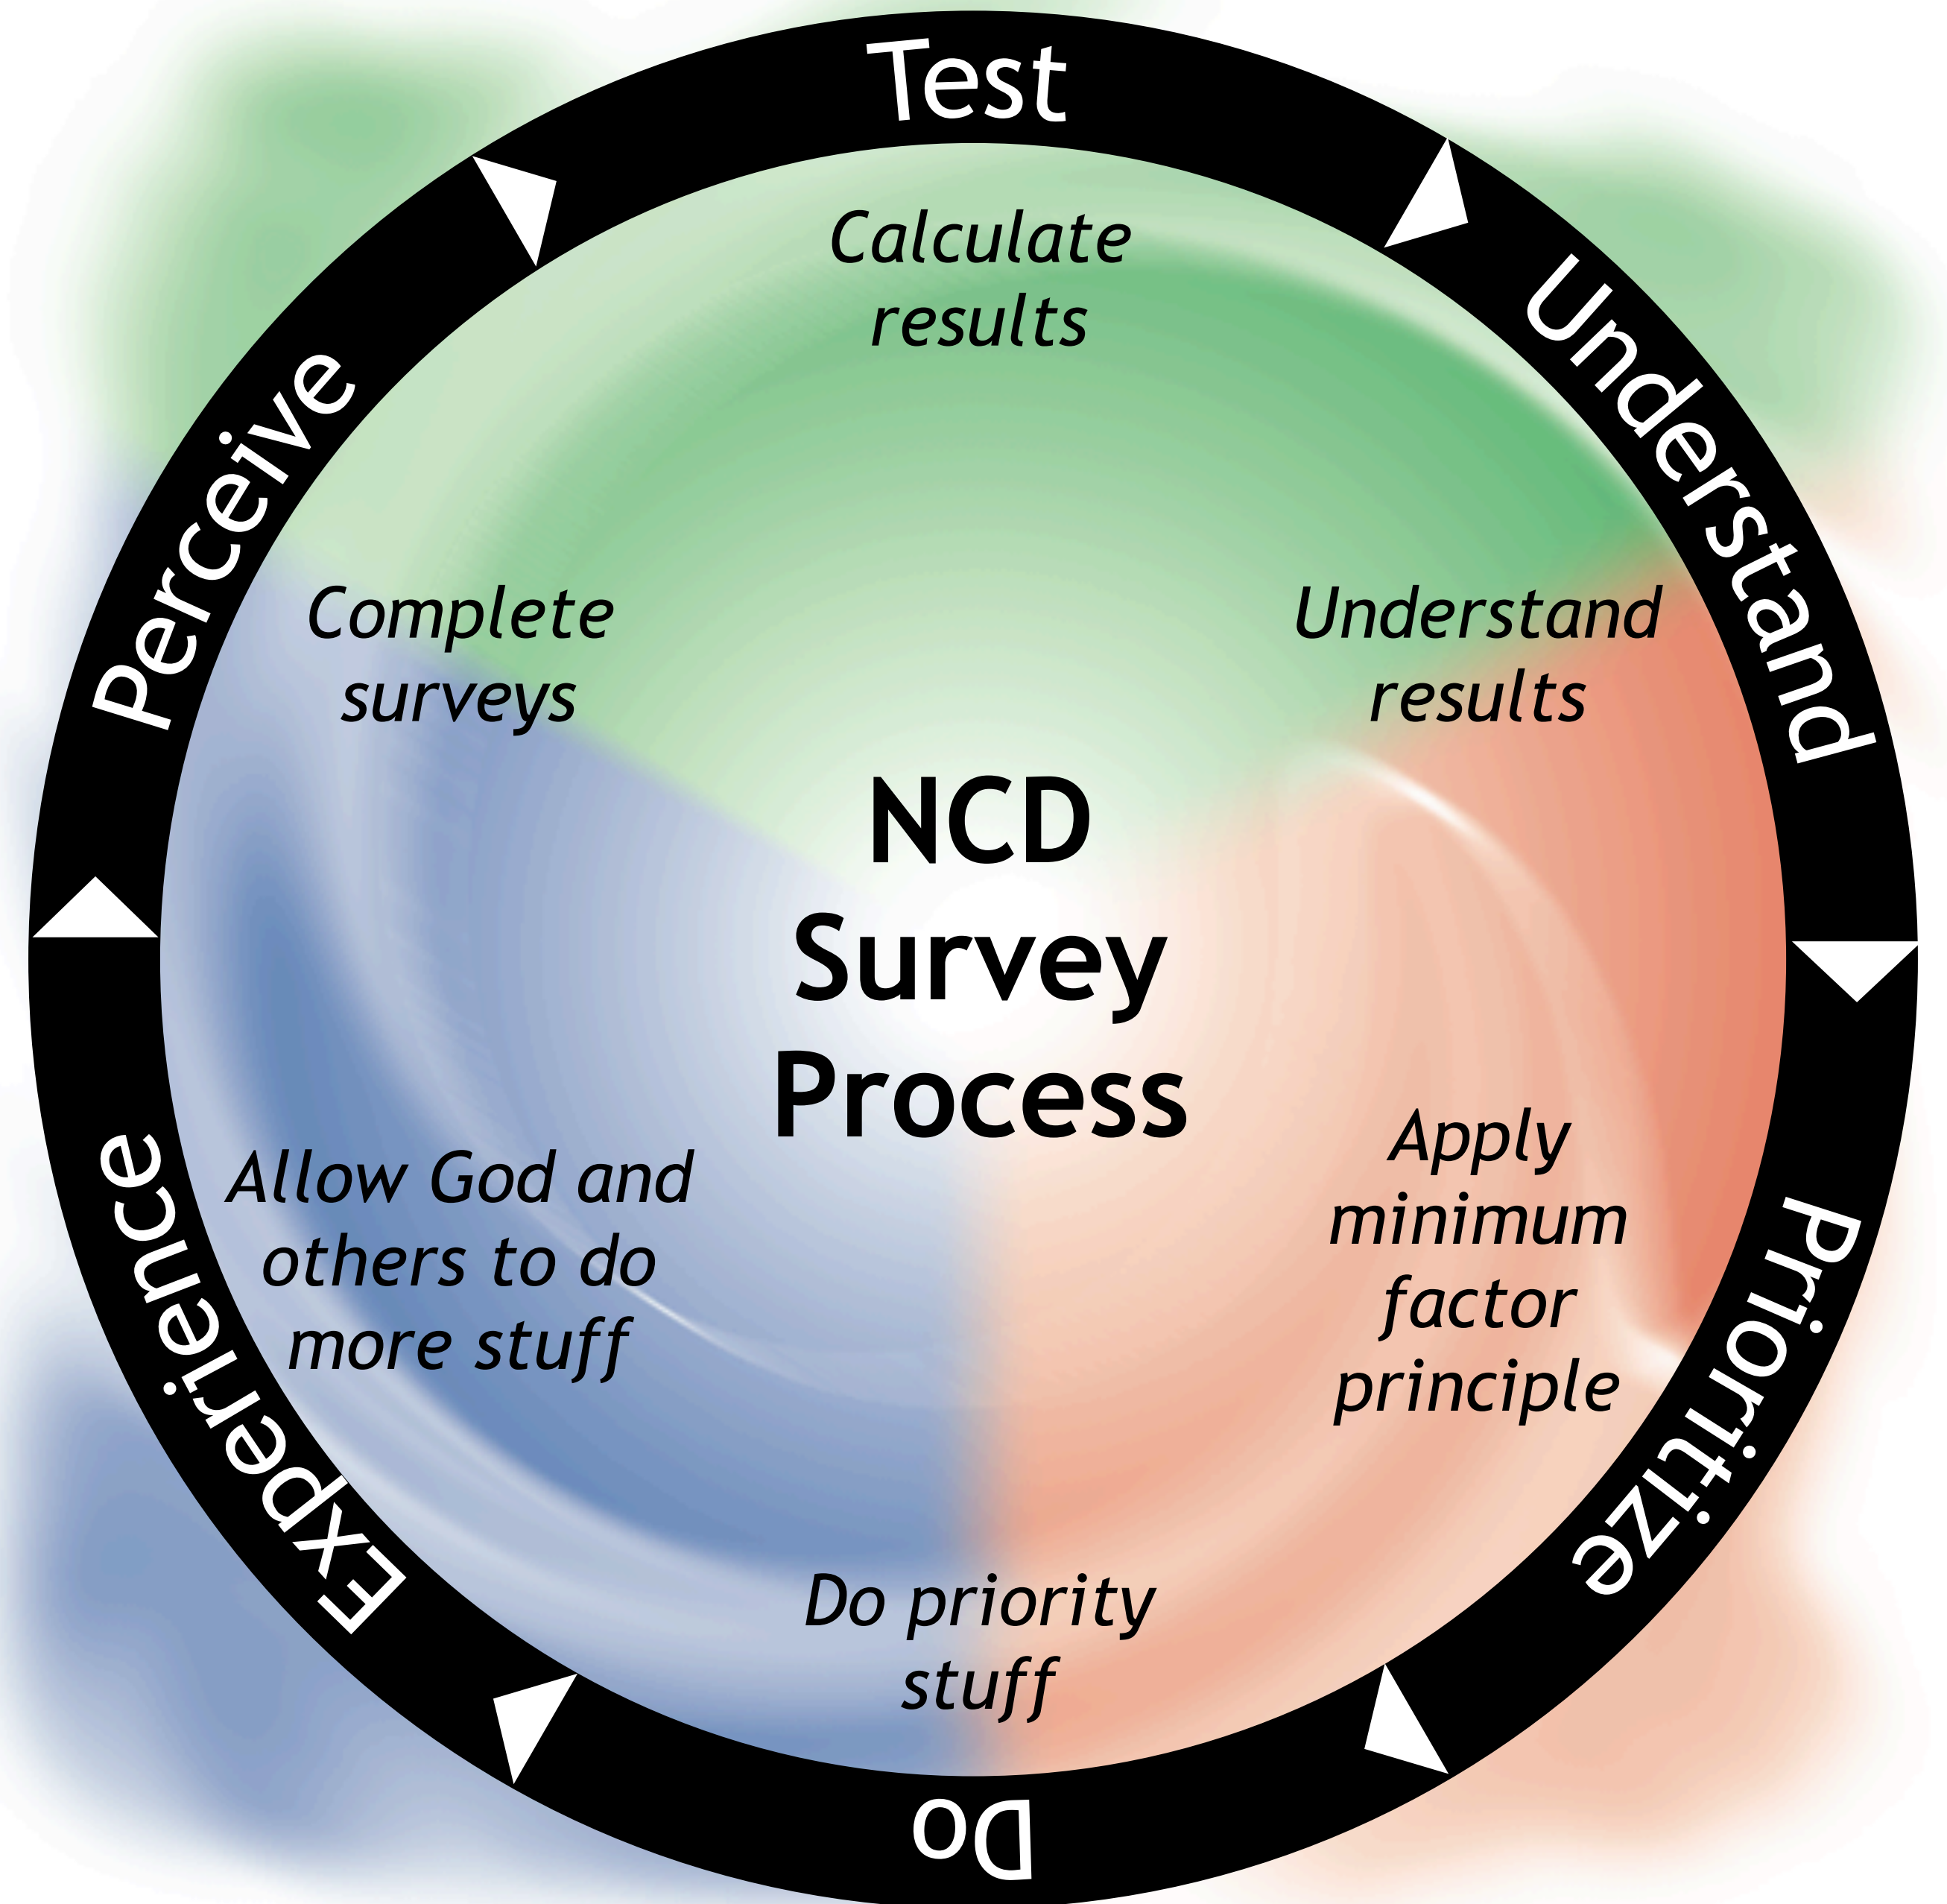 Test
Understand
Prioritize
Do
Experience
Perceive
Calculate
results
Understand
results
Apply
minimum
factor
principle
Do priority
stuff
Allow God and
others to do
more stuff
Complete
surveys
NCD
Survey
Process